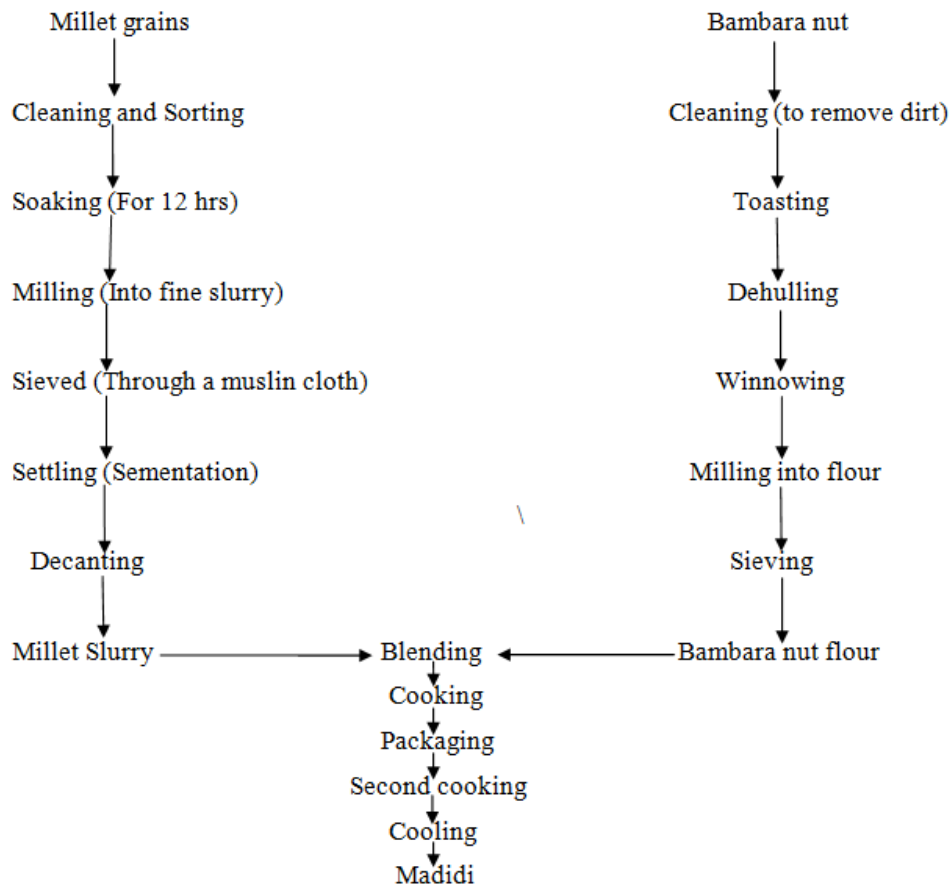 Millet grains
Bambara nut
Cleaning and Sorting
Cleaning (to remove dirt)
Soaking (For 12 hrs)
Toasting
Milling (Into fine slurry)
Dehulling
Sieved (Through a muslin cloth)
Winnowing
Settling (Sementation)
Milling into flour
\
Decanting
Sieving
Millet Slurry
Blending
Bambara nut flour
Cooking
Packaging
Second cooking
Cooling
Madidi